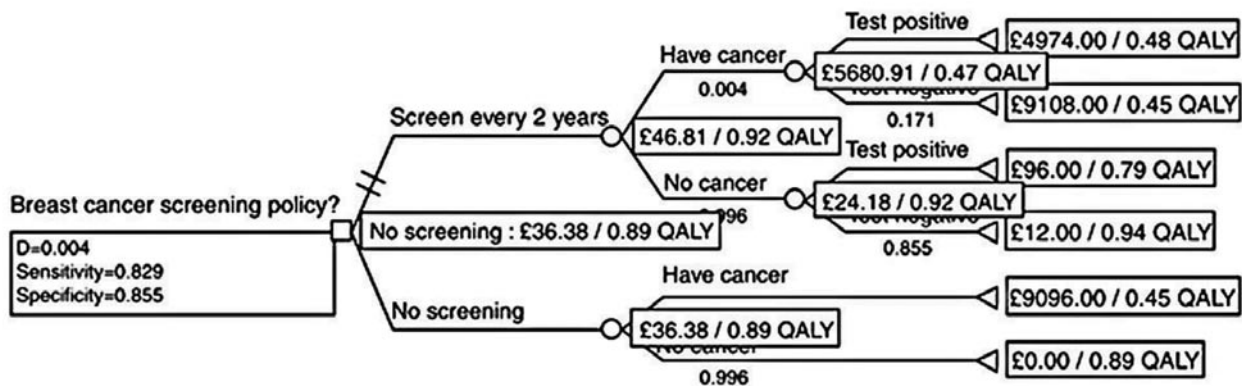 Test positive
£4974.00 / 0.48 QALY
Have cancer
£5680.91 / 0.47 QALY
0.004
£9108.00 / 0.45 QALY
0.171
Screen every 2 years
£46.81 / 0.92 QALY
Test positive
£96.00 / 0.79 QALY
No cancer
£24.18 / 0.92 QALY
£12.00 / 0.94 QALY
0.855
Breast cancer screening policy?
No screening : £36.38 / 0.89 QALY
D=0.004
Sensitivity=0.829
Specificity=0.855
Have cancer
£9096.00 / 0.45 QALY
No screening
£36.38 / 0.89 QALY
No cancer
£0.00 / 0.89 QALY
0.996